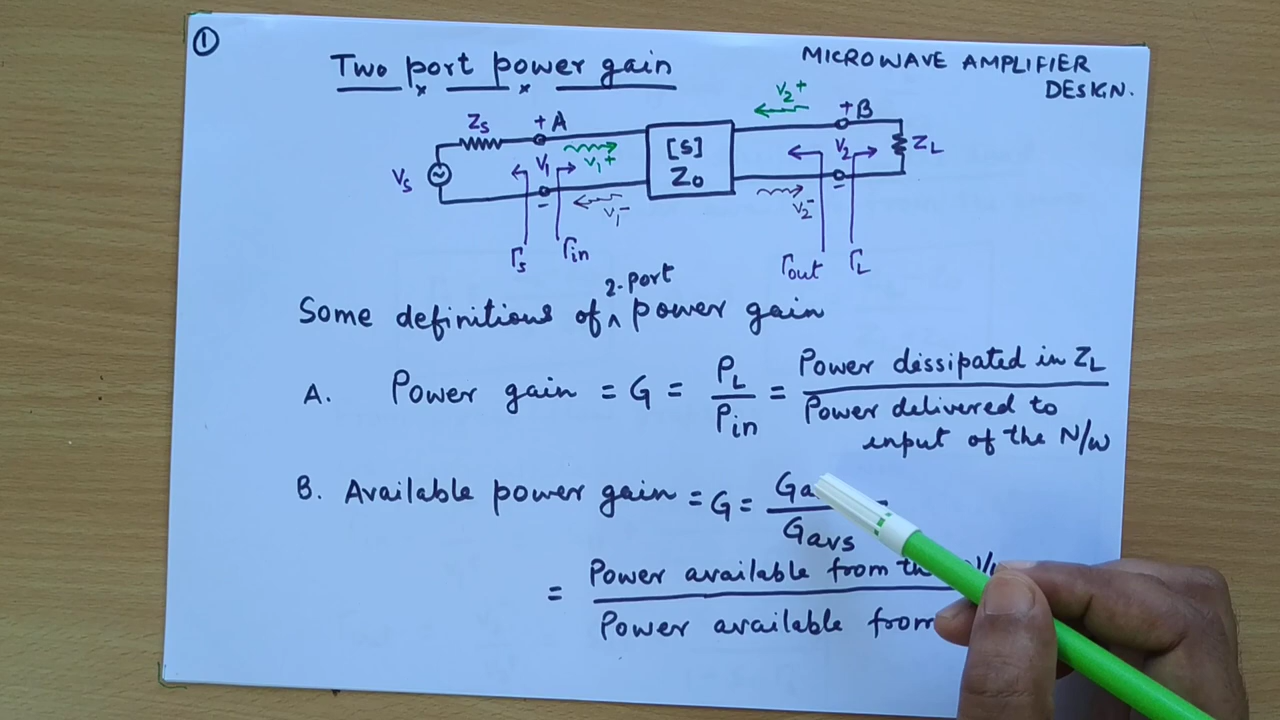 ①
Two port power gain
MICROWAVE AMPLIFIER
DESIGN.
V2+
+ A
+ B
Zs
V1+
V1
[S]
Z0
V2
ZL
Vs
V1-
V2-
Γs
Γin
Γout
ΓL
2-port
Some definitions of ^ power gain
A. Power gain = G = PL / Pin = Power dissipated in ZL / Power delivered to
input of the N/w
B. Available power gain = G = / Gavs =
= Power available from the / Power available from